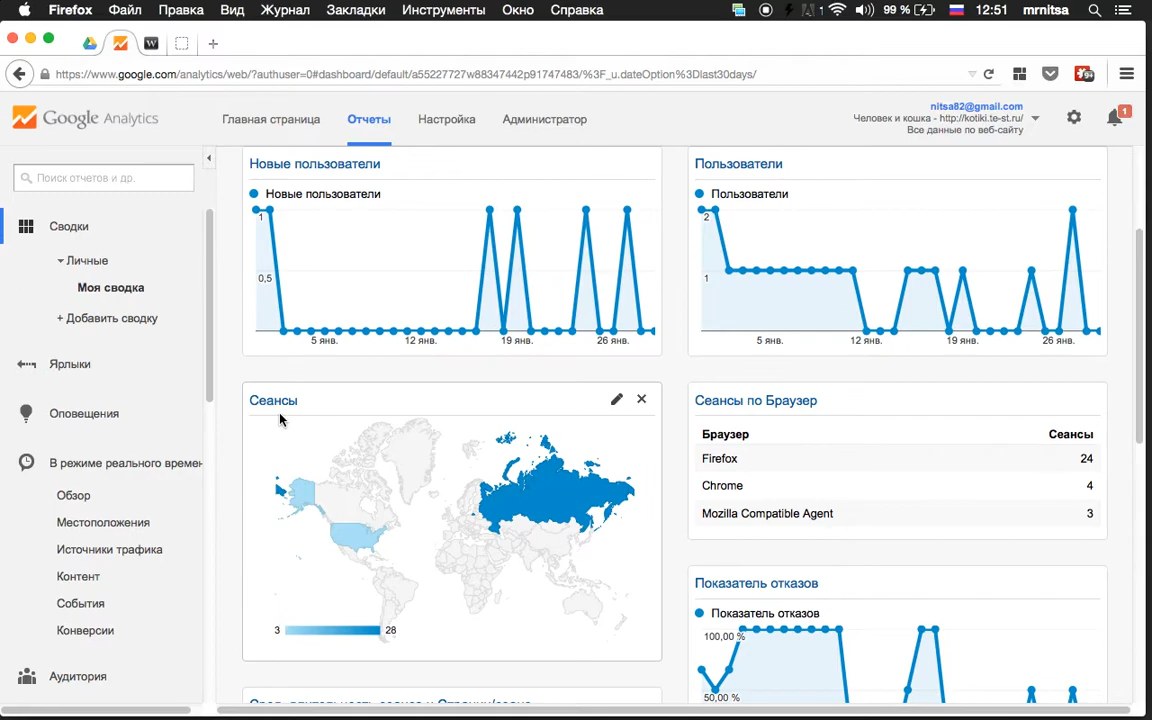 Firefox Файл Правка Вид Журнал Закладки Инструменты Окно Справка 1 99 % 12:51 mrnitsa
W
https://www.google.com/analytics/web/?authuser=0#dashboard/default/a55227727w88347442p91747483/%3F_u.dateOption%3Dlast30days/
9+
Google Analytics
Главная страница Отчеты Настройка Администратор
nitsa82@gmail.com
Человек и кошка - http://kotiki.te-st.ru/
Все данные по веб-сайту
1
Поиск отчетов и др.
Сводки
Личные
Моя сводка
+ Добавить сводку
Ярлыки
Оповещения
В режиме реального времен
Обзор
Местоположения
Источники трафика
Контент
События
Конверсии
Аудитория
Новые пользователи
Новые пользователи
1
0,5
5 янв. 12 янв. 19 янв. 26 янв.
Пользователи
Пользователи
2
1
5 янв. 12 янв. 19 янв. 26 янв.
Сеансы
3 28
Сеансы по Браузер
Браузер Сеансы
Firefox 24
Chrome 4
Mozilla Compatible Agent 3
Показатель отказов
Показатель отказов
100,00 %
50,00 %